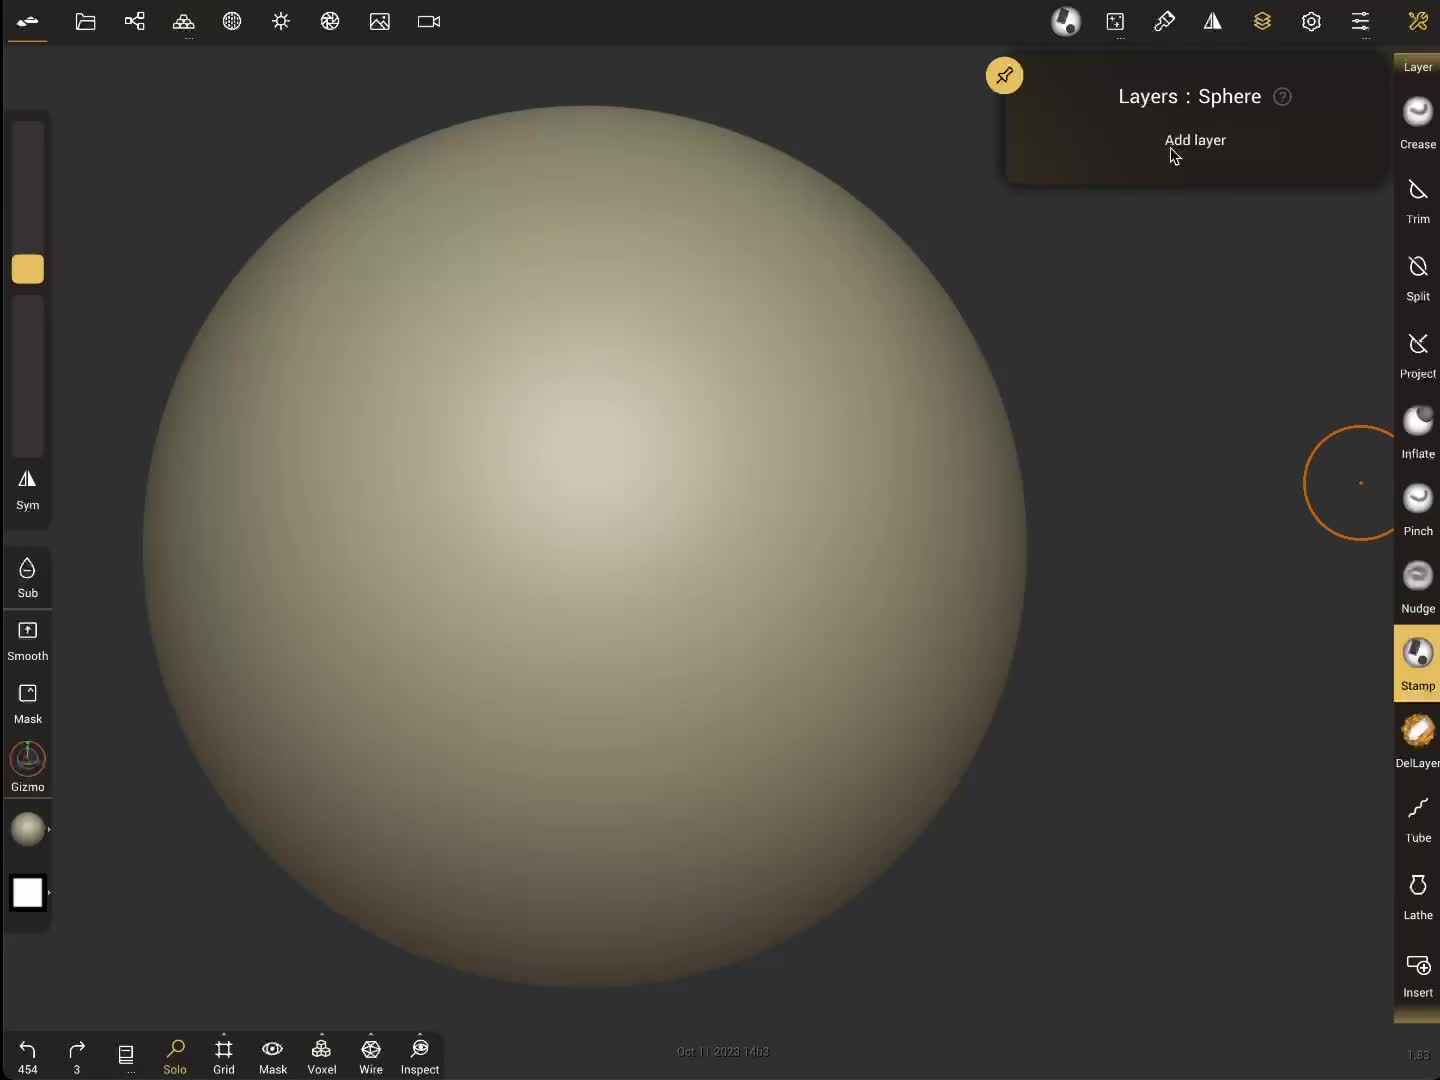 Layers : Sphere ?
Add layer
Layer
Crease
Trim
Split
Project
Inflate
Pinch
Nudge
Stamp
DelLayer
Tube
Lathe
Insert
Sym
Sub
Smooth
Mask
Gizmo
454
3
...
Solo
Grid
Mask
Voxel
Wire
Inspect
Oct 11 2023 14h3
1.83